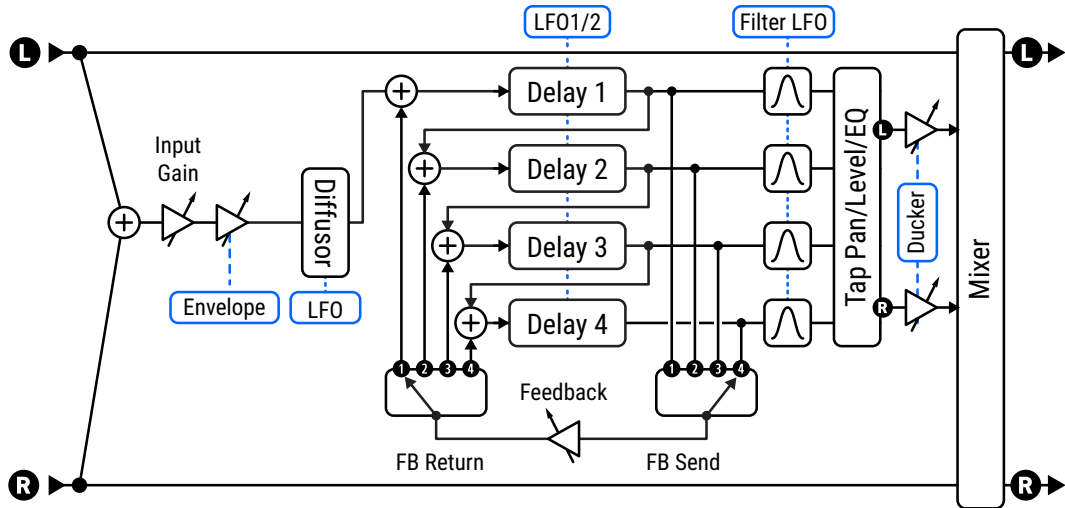 LFO1/2
Filter LFO
L
L
Delay 1
Input
Gain
Diffusor
Delay 2
Delay 3
Delay 4
Tap Pan/Level/EQ
L
R
Ducker
Mixer
Envelope
LFO
1 2 3 4
1 2 3 4
Feedback
FB Return
FB Send
R
R